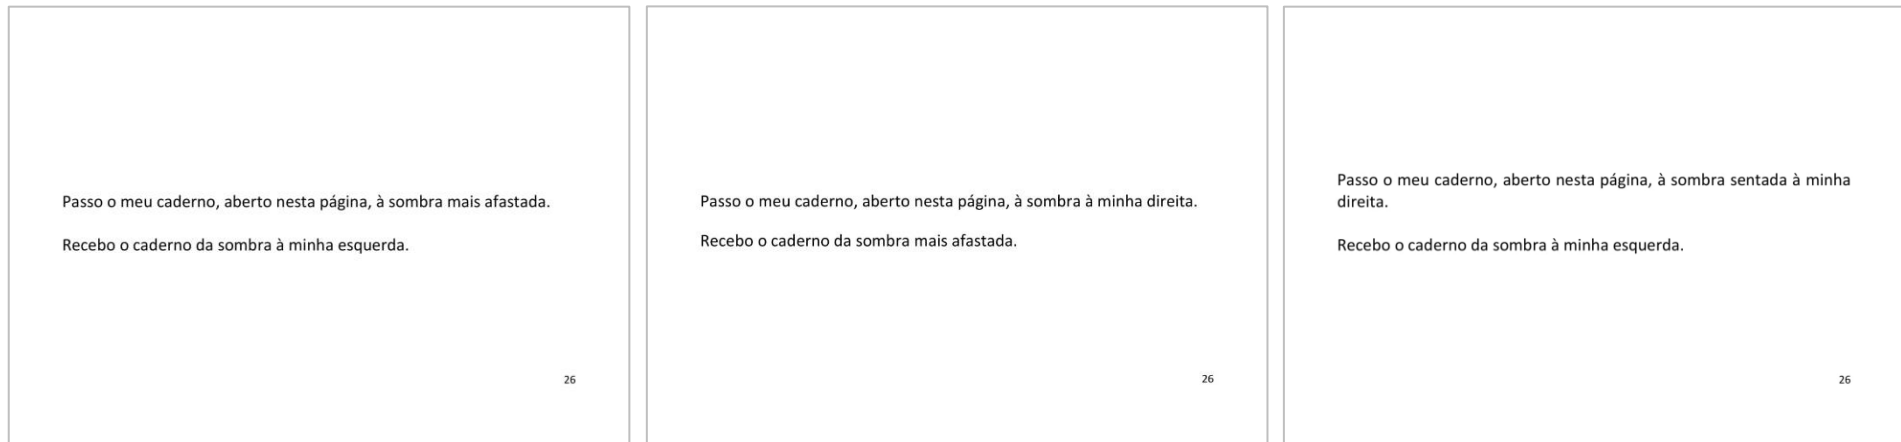 Passo o meu caderno, aberto nesta página, à sombra mais afastada.
Recebo o caderno da sombra à minha esquerda.
26
Passo o meu caderno, aberto nesta página, à sombra à minha direita.
Recebo o caderno da sombra mais afastada.
26
Passo o meu caderno, aberto nesta página, à sombra sentada à minha
direita.
Recebo o caderno da sombra à minha esquerda.
26